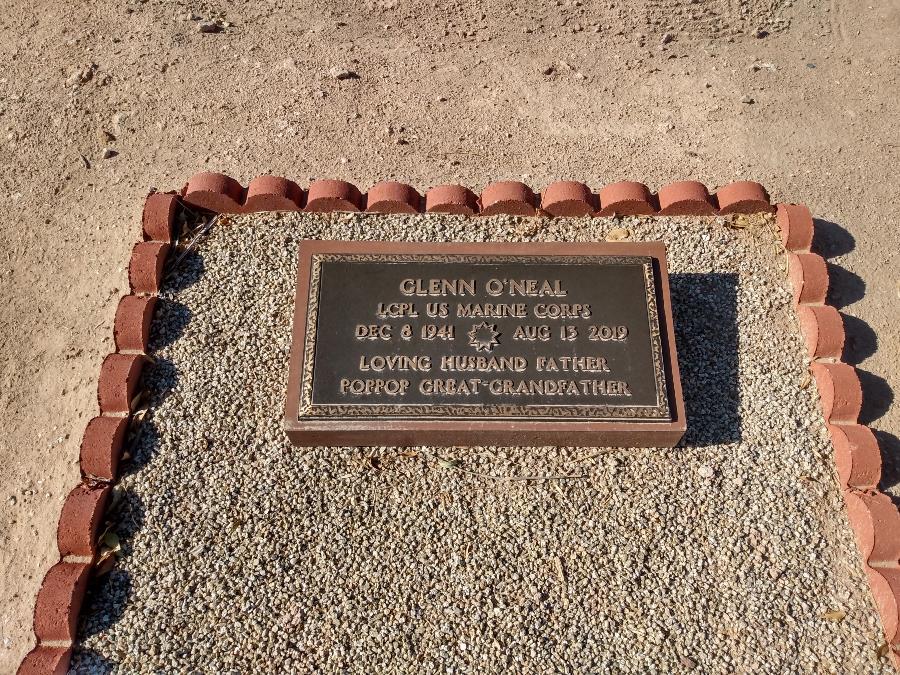 GLENN O'NEAL
LCPL US MARINE CORPS
DEC 8 1941 AUG 13 2019
LOVING HUSBAND FATHER
POPPOP GREAT-GRANDFATHER